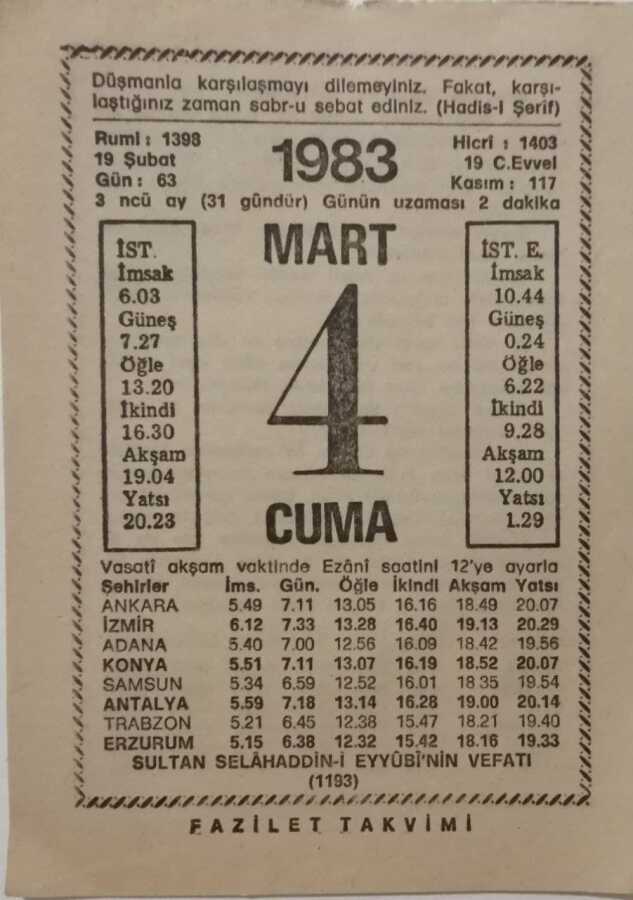 Düşmanla karşılaşmayı dilemeyiniz. Fakat, karşı-
laştığınız zaman sabr-u sebat ediniz. (Hadis-i Şerif)
Rumi : 1398
19 Şubat
Gün : 63
1983
Hicri : 1403
19 C.Evvel
Kasım : 117
3 ncü ay (31 gündür) Günün uzaması 2 dakika
MART
4
CUMA
İST.
İmsak
6.03
Güneş
7.27
Öğle
13.20
İkindi
16.30
Akşam
19.04
Yatsı
20.23
İST. E.
İmsak
10.44
Güneş
0.24
Öğle
6.22
İkindi
9.28
Akşam
12.00
Yatsı
1.29
Vasatî akşam vaktinde Ezânî saatini 12'ye ayarla
Şehirler İms. Gün. Öğle İkindi Akşam Yatsı
ANKARA 5.49 7.11 13.05 16.16 18.49 20.07
İZMİR 6.12 7.33 13.28 16.40 19.13 20.29
ADANA 5.40 7.00 12.56 16.09 18.42 19.56
KONYA 5.51 7.11 13.07 16.19 18.52 20.07
SAMSUN 5.34 6.59 12.52 16.01 18 35 19.54
ANTALYA 5.59 7.18 13.14 16.28 19.00 20.14
TRABZON 5.21 6.45 12.38 15.47 18.21 19.40
ERZURUM 5.15 6.38 12.32 15.42 18.16 19.33
SULTAN SELÂHADDİN-İ EYYÛBİ'NİN VEFATI
(1193)
FAZİLET TAKVİMİ